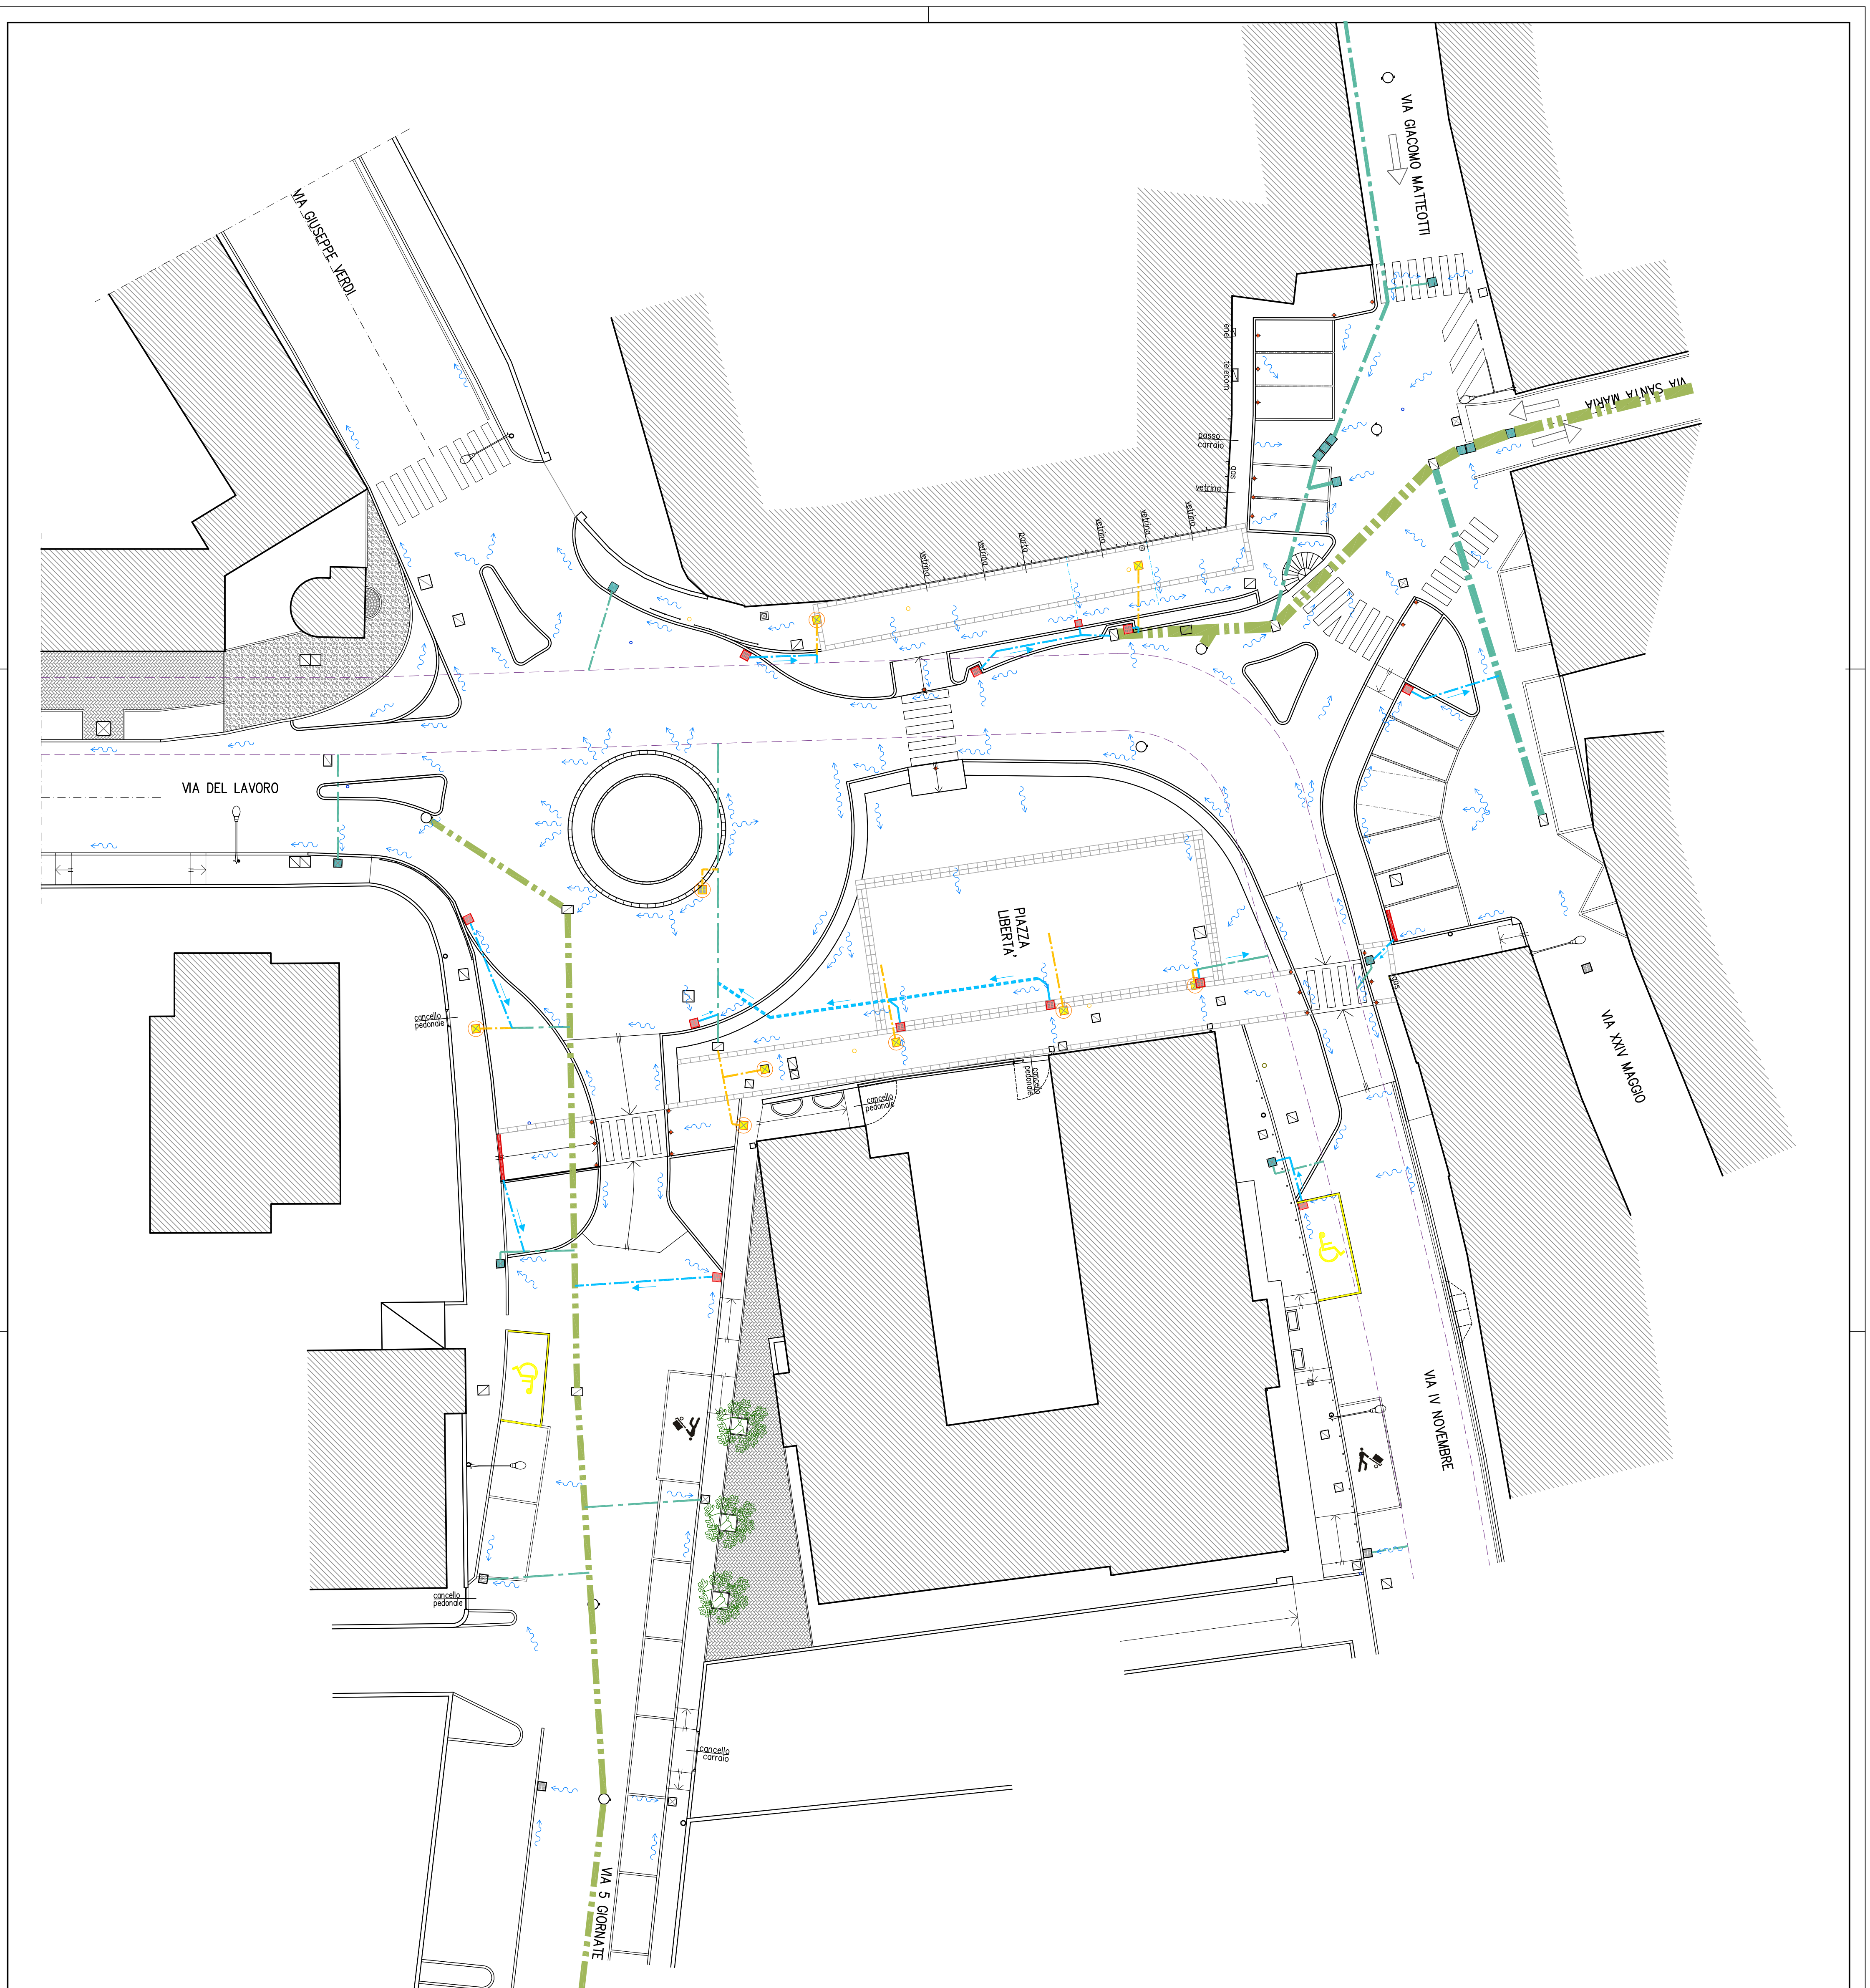 VIA GIACOMO MATTEOTTI
VIA GIUSEPPE VERDI
enel
telecom
VIA SANTA MARIA
passo
carraio
gas
vetrina
vetrina
vetrina
vetrina
porta
vetrina
vetrina
VIA DEL LAVORO
PIAZZA
LIBERTA'
gas
cancello
pedonale
VIA XXIV MAGGIO
cancello
pedonale
cancello
pedonale
VIA IV NOVEMBRE
cancello
pedonale
cancello
carraio
VIA 5 GIORNATE